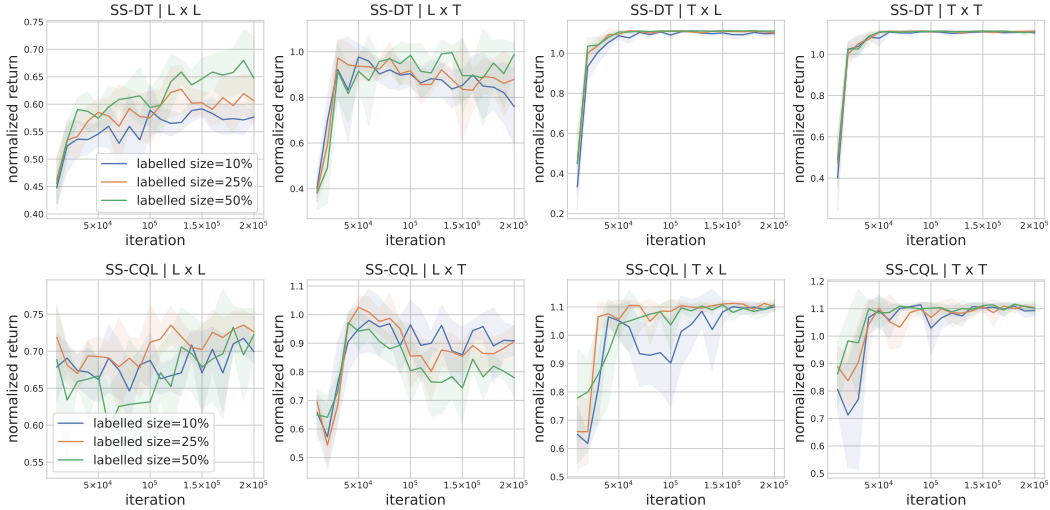 SS-DT | L x L
SS-DT | L x T
SS-DT | T x L
SS-DT | T x T
normalized return
0.75
0.70
0.65
0.60
0.55
0.50
0.45
0.40
labelled size=10%
labelled size=25%
labelled size=50%
5×10⁴
10⁵
1.5×10⁵
2×10⁵
iteration
normalized return
1.0
0.8
0.6
0.4
5×10⁴
10⁵
1.5×10⁵
2×10⁵
iteration
normalized return
1.0
0.8
0.6
0.4
0.2
5×10⁴
10⁵
1.5×10⁵
2×10⁵
iteration
normalized return
1.0
0.8
0.6
0.4
5×10⁴
10⁵
1.5×10⁵
2×10⁵
iteration
SS-CQL | L x L
SS-CQL | L x T
SS-CQL | T x L
SS-CQL | T x T
normalized return
0.75
0.70
0.65
0.60
0.55
labelled size=10%
labelled size=25%
labelled size=50%
5×10⁴
10⁵
1.5×10⁵
2×10⁵
iteration
normalized return
1.1
1.0
0.9
0.8
0.7
0.6
0.5
5×10⁴
10⁵
1.5×10⁵
2×10⁵
iteration
normalized return
1.1
1.0
0.9
0.8
0.7
0.6
0.5
5×10⁴
10⁵
1.5×10⁵
2×10⁵
iteration
normalized return
1.2
1.1
1.0
0.9
0.8
0.7
0.6
0.5
5×10⁴
10⁵
1.5×10⁵
2×10⁵
iteration